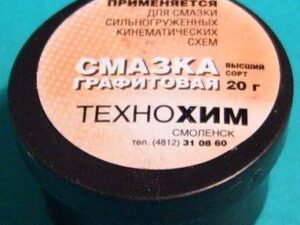 ПРИМЕНЯЕТСЯ
ДЛЯ СМАЗКИ
СИЛЬНОГРУЖЕННЫХ
КИНЕМАТИЧЕСКИХ
СХЕМ
СМАЗКА ВЫСШИЙ
ГРАФИТОВАЯ СОРТ
20 г
ТЕХНОХИМ
СМОЛЕНСК
тел. (4812) 31 08 60